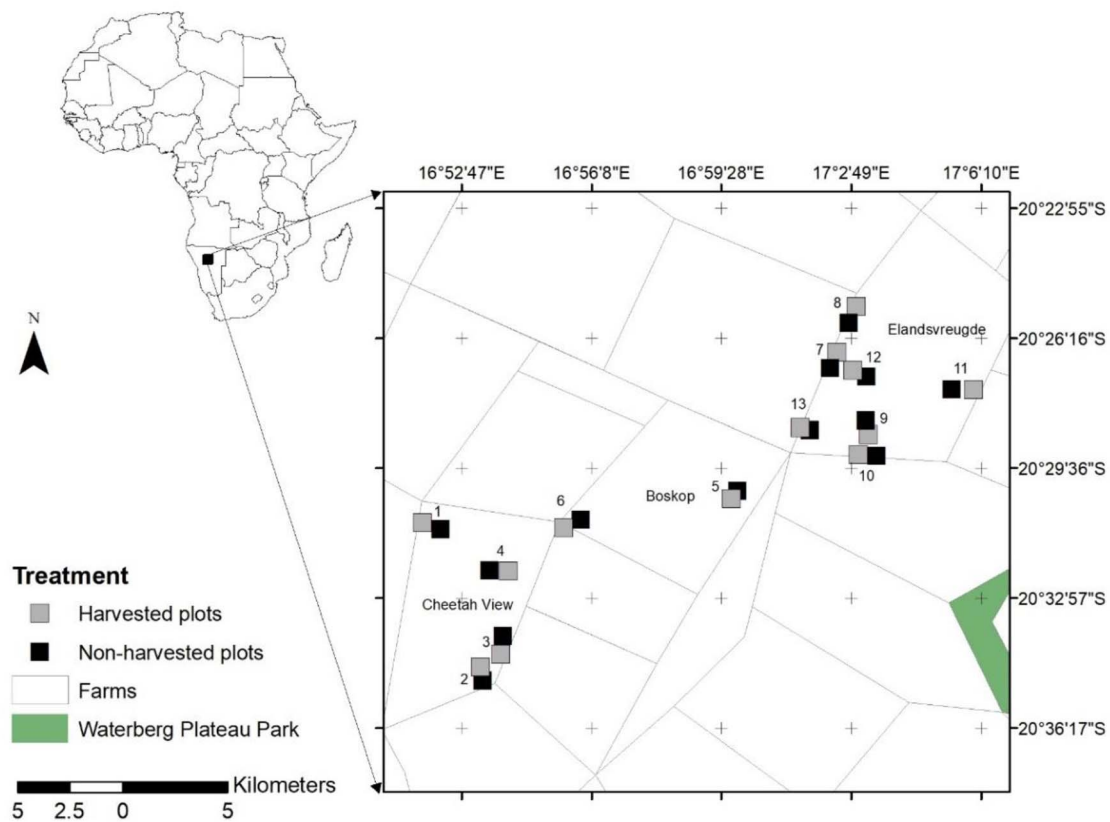 16°52'47"E 16°56'8"E 16°59'28"E 17°2'49"E 17°6'10"E
20°22'55"S
8
Elandsvreugde
20°26'16"S
7
12
11
N
13
9
20°29'36"S
10
5
Boskop
6
1
4
Treatment
Harvested plots
Cheetah View
20°32'57"S
Non-harvested plots
3
2
Farms
Waterberg Plateau Park
20°36'17"S
Kilometers
5 2.5 0 5